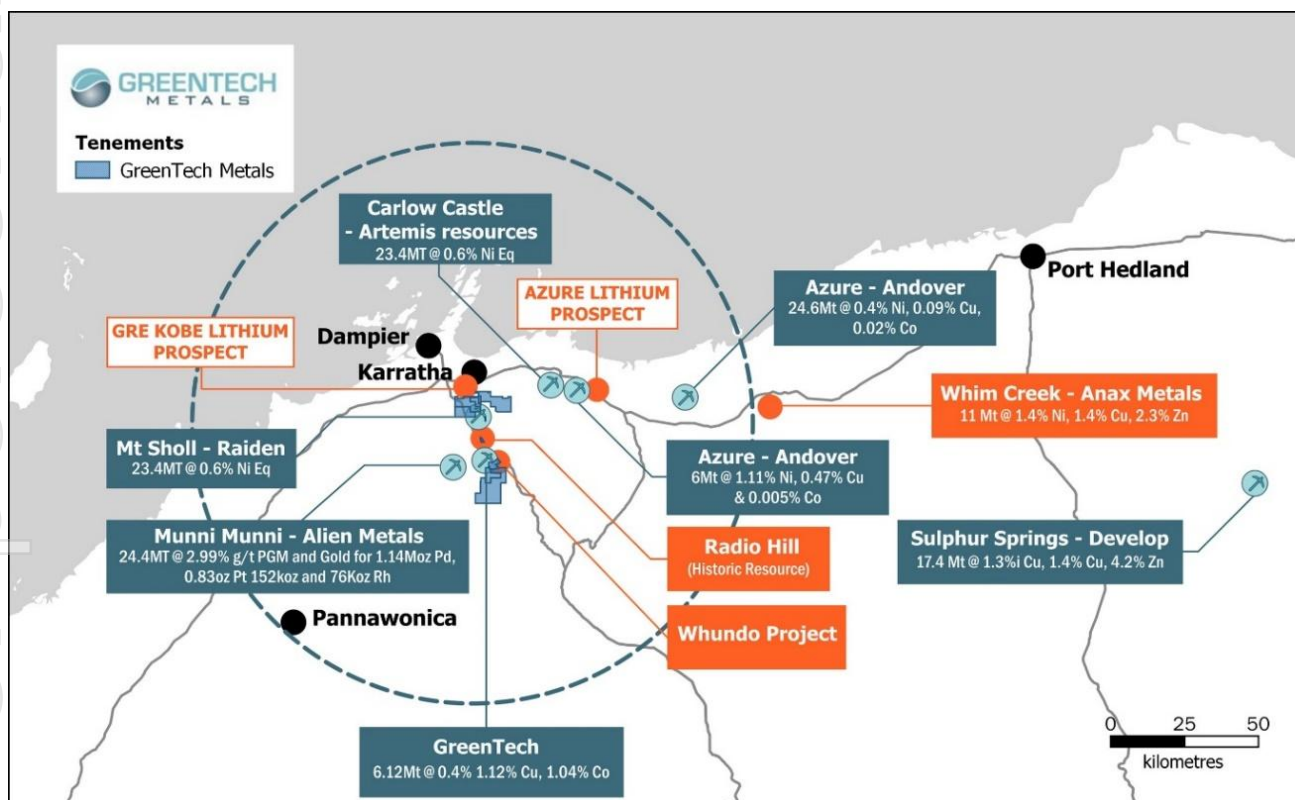 GREENTECH
METALS
Tenements
GreenTech Metals
Carlow Castle
- Artemis resources
23.4MT @ 0.6% Ni Eq
AZURE LITHIUM
PROSPECT
Azure - Andover
24.6Mt @ 0.4% Ni, 0.09% Cu,
0.02% Co
Port Hedland
GRE KOBE LITHIUM
PROSPECT
Dampier
Karratha
Whim Creek - Anax Metals
11 Mt @ 1.4% Ni, 1.4% Cu, 2.3% Zn
Mt Sholl - Raiden
23.4MT @ 0.6% Ni Eq
Azure - Andover
6Mt @ 1.11% Ni, 0.47% Cu
& 0.005% Co
Munni Munni - Alien Metals
24.4MT @ 2.99% g/t PGM and Gold for 1.14Moz Pd,
0.83oz Pt 152koz and 76Koz Rh
Radio Hill
(Historic Resource)
Sulphur Springs - Develop
17.4 Mt @ 1.3%i Cu, 1.4% Cu, 4.2% Zn
Pannawonica
Whundo Project
GreenTech
6.12Mt @ 0.4% 1.12% Cu, 1.04% Co
0 25 50
kilometres